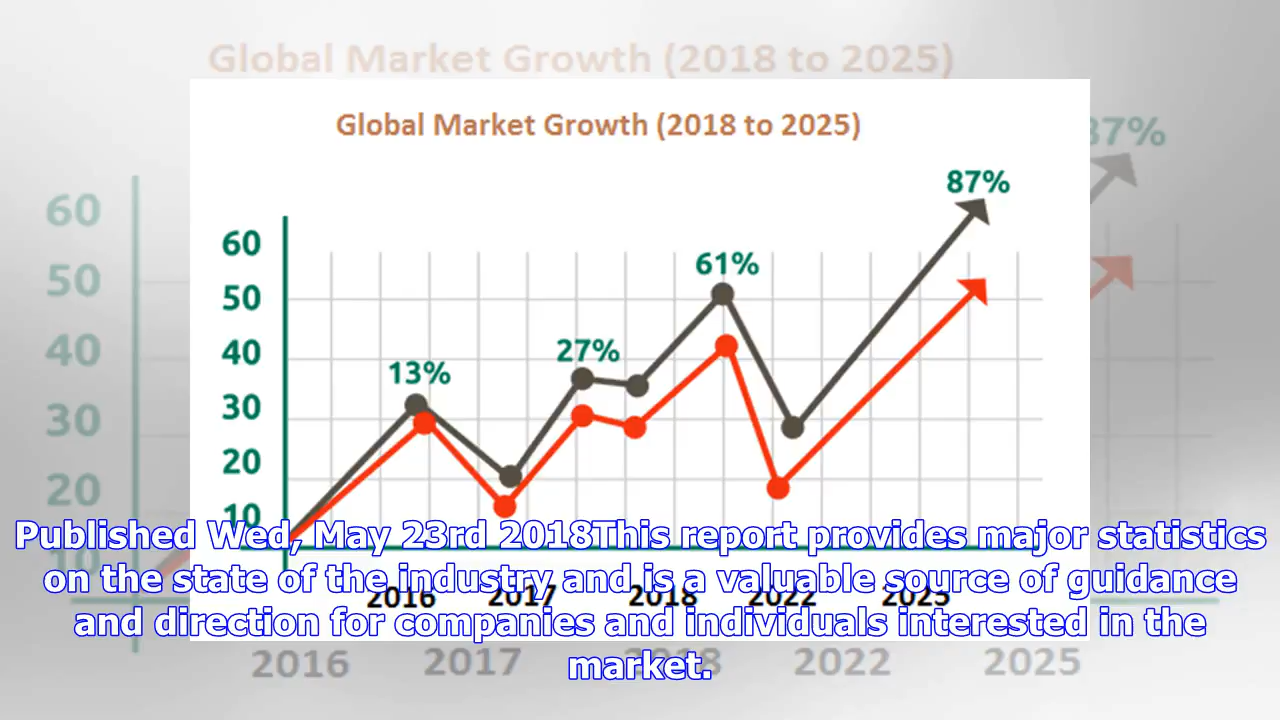 Global Market Growth (2018 to 2025)
Global Market Growth (2018 to 2025)
87%
87%
60
60
61%
50
50
40
40
27%
13%
30
30
20
20
10
10
2016 2017 2018 2022 2025
Published Wed, May 23rd 2018This report provides major statistics
on the state of the industry and is a valuable source of guidance
and direction for companies and individuals interested in the
market.
2016 2017 2018 2022 2025